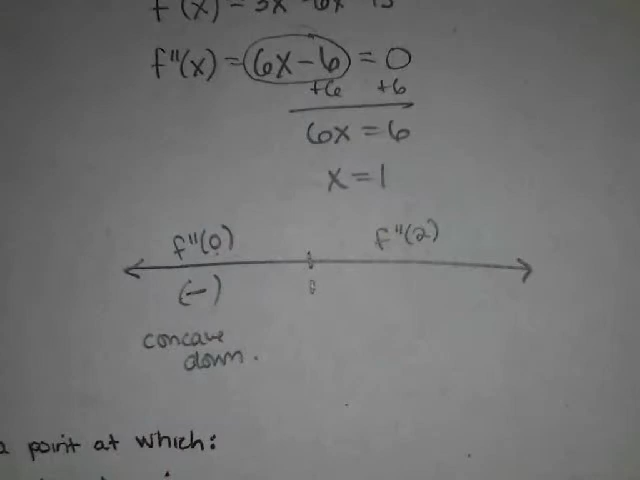 f''(x) = 6x - 6 = 0
+6 +6
6x = 6
x = 1
f''(0) f''(2)
(-)
concave
down.
a point at which: